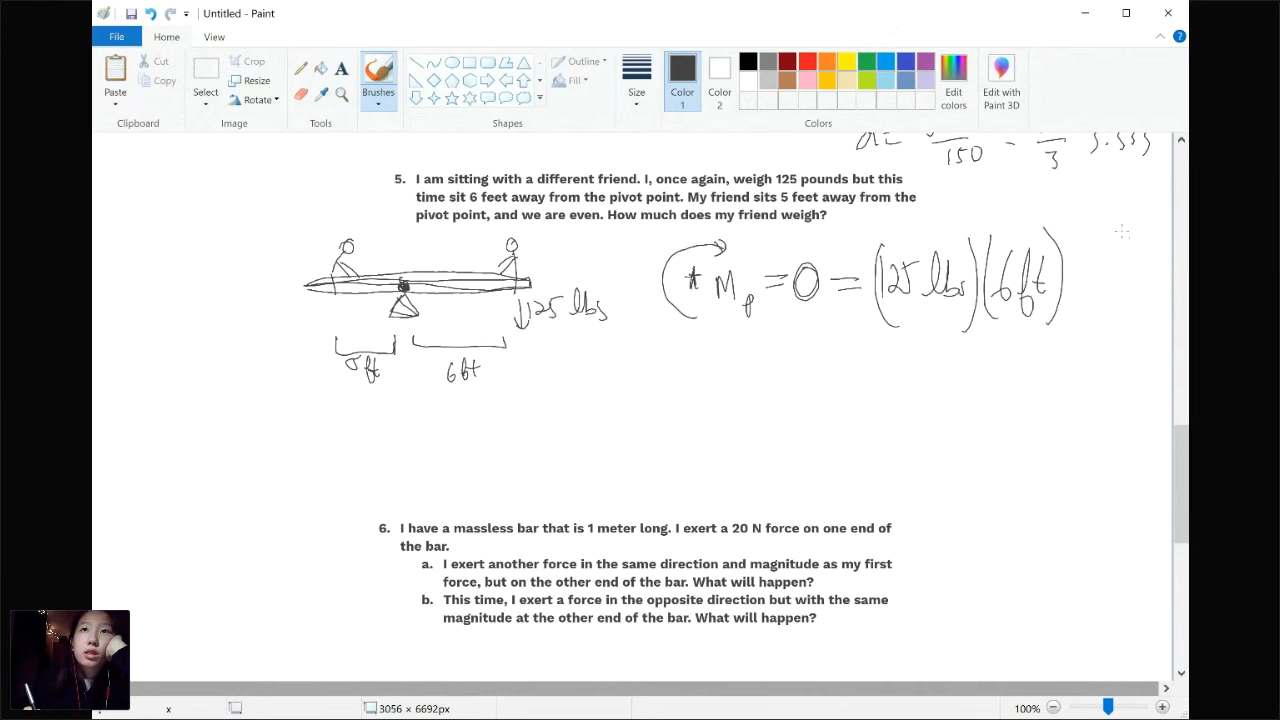 Untitled - Paint
File
Home
View
Paste
Cut
Copy
Clipboard
Select
Crop
Resize
Rotate
Image
Tools
Brushes
Shapes
Outline
Fill
Size
Color 1
Color 2
Edit colors
Edit with Paint 3D
Colors
150
3
5. I am sitting with a different friend. I, once again, weigh 125 pounds but this
time sit 6 feet away from the pivot point. My friend sits 5 feet away from the
pivot point, and we are even. How much does my friend weigh?
+ Mp = 0 = (125 lbs)(6ft)
125 lbs
5ft
6ft
6. I have a massless bar that is 1 meter long. I exert a 20 N force on one end of
the bar.
a. I exert another force in the same direction and magnitude as my first
force, but on the other end of the bar. What will happen?
b. This time, I exert a force in the opposite direction but with the same
magnitude at the other end of the bar. What will happen?
3056 × 6692px
100%